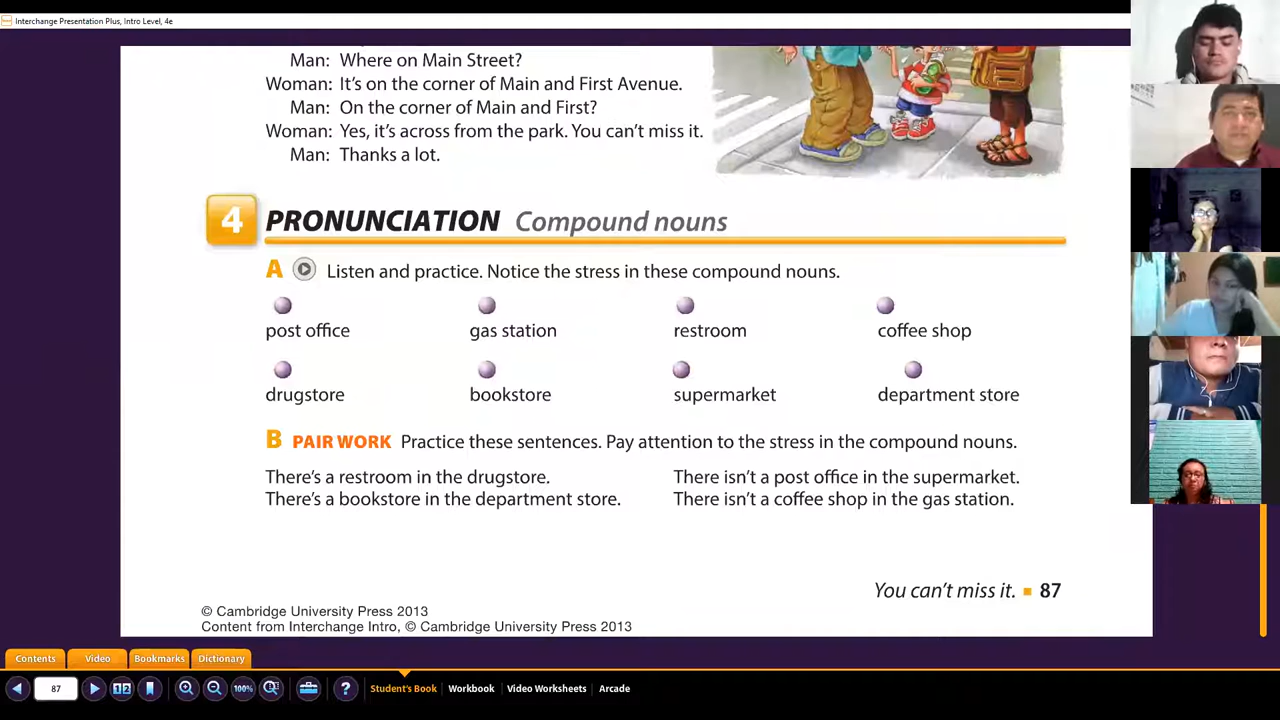 Interchange Presentation Plus, Intro Level, 4e
Man: Where on Main Street?
Woman: It's on the corner of Main and First Avenue.
Man: On the corner of Main and First?
Woman: Yes, it's across from the park. You can't miss it.
Man: Thanks a lot.
4 PRONUNCIATION Compound nouns
A Listen and practice. Notice the stress in these compound nouns.
post office gas station restroom coffee shop
drugstore bookstore supermarket department store
B PAIR WORK Practice these sentences. Pay attention to the stress in the compound nouns.
There's a restroom in the drugstore. There isn't a post office in the supermarket.
There's a bookstore in the department store. There isn't a coffee shop in the gas station.
You can't miss it. 87
© Cambridge University Press 2013
Content from Interchange Intro, © Cambridge University Press 2013
Contents Video Bookmarks Dictionary
87 1 2 100% ? Student's Book Workbook Video Worksheets Arcade